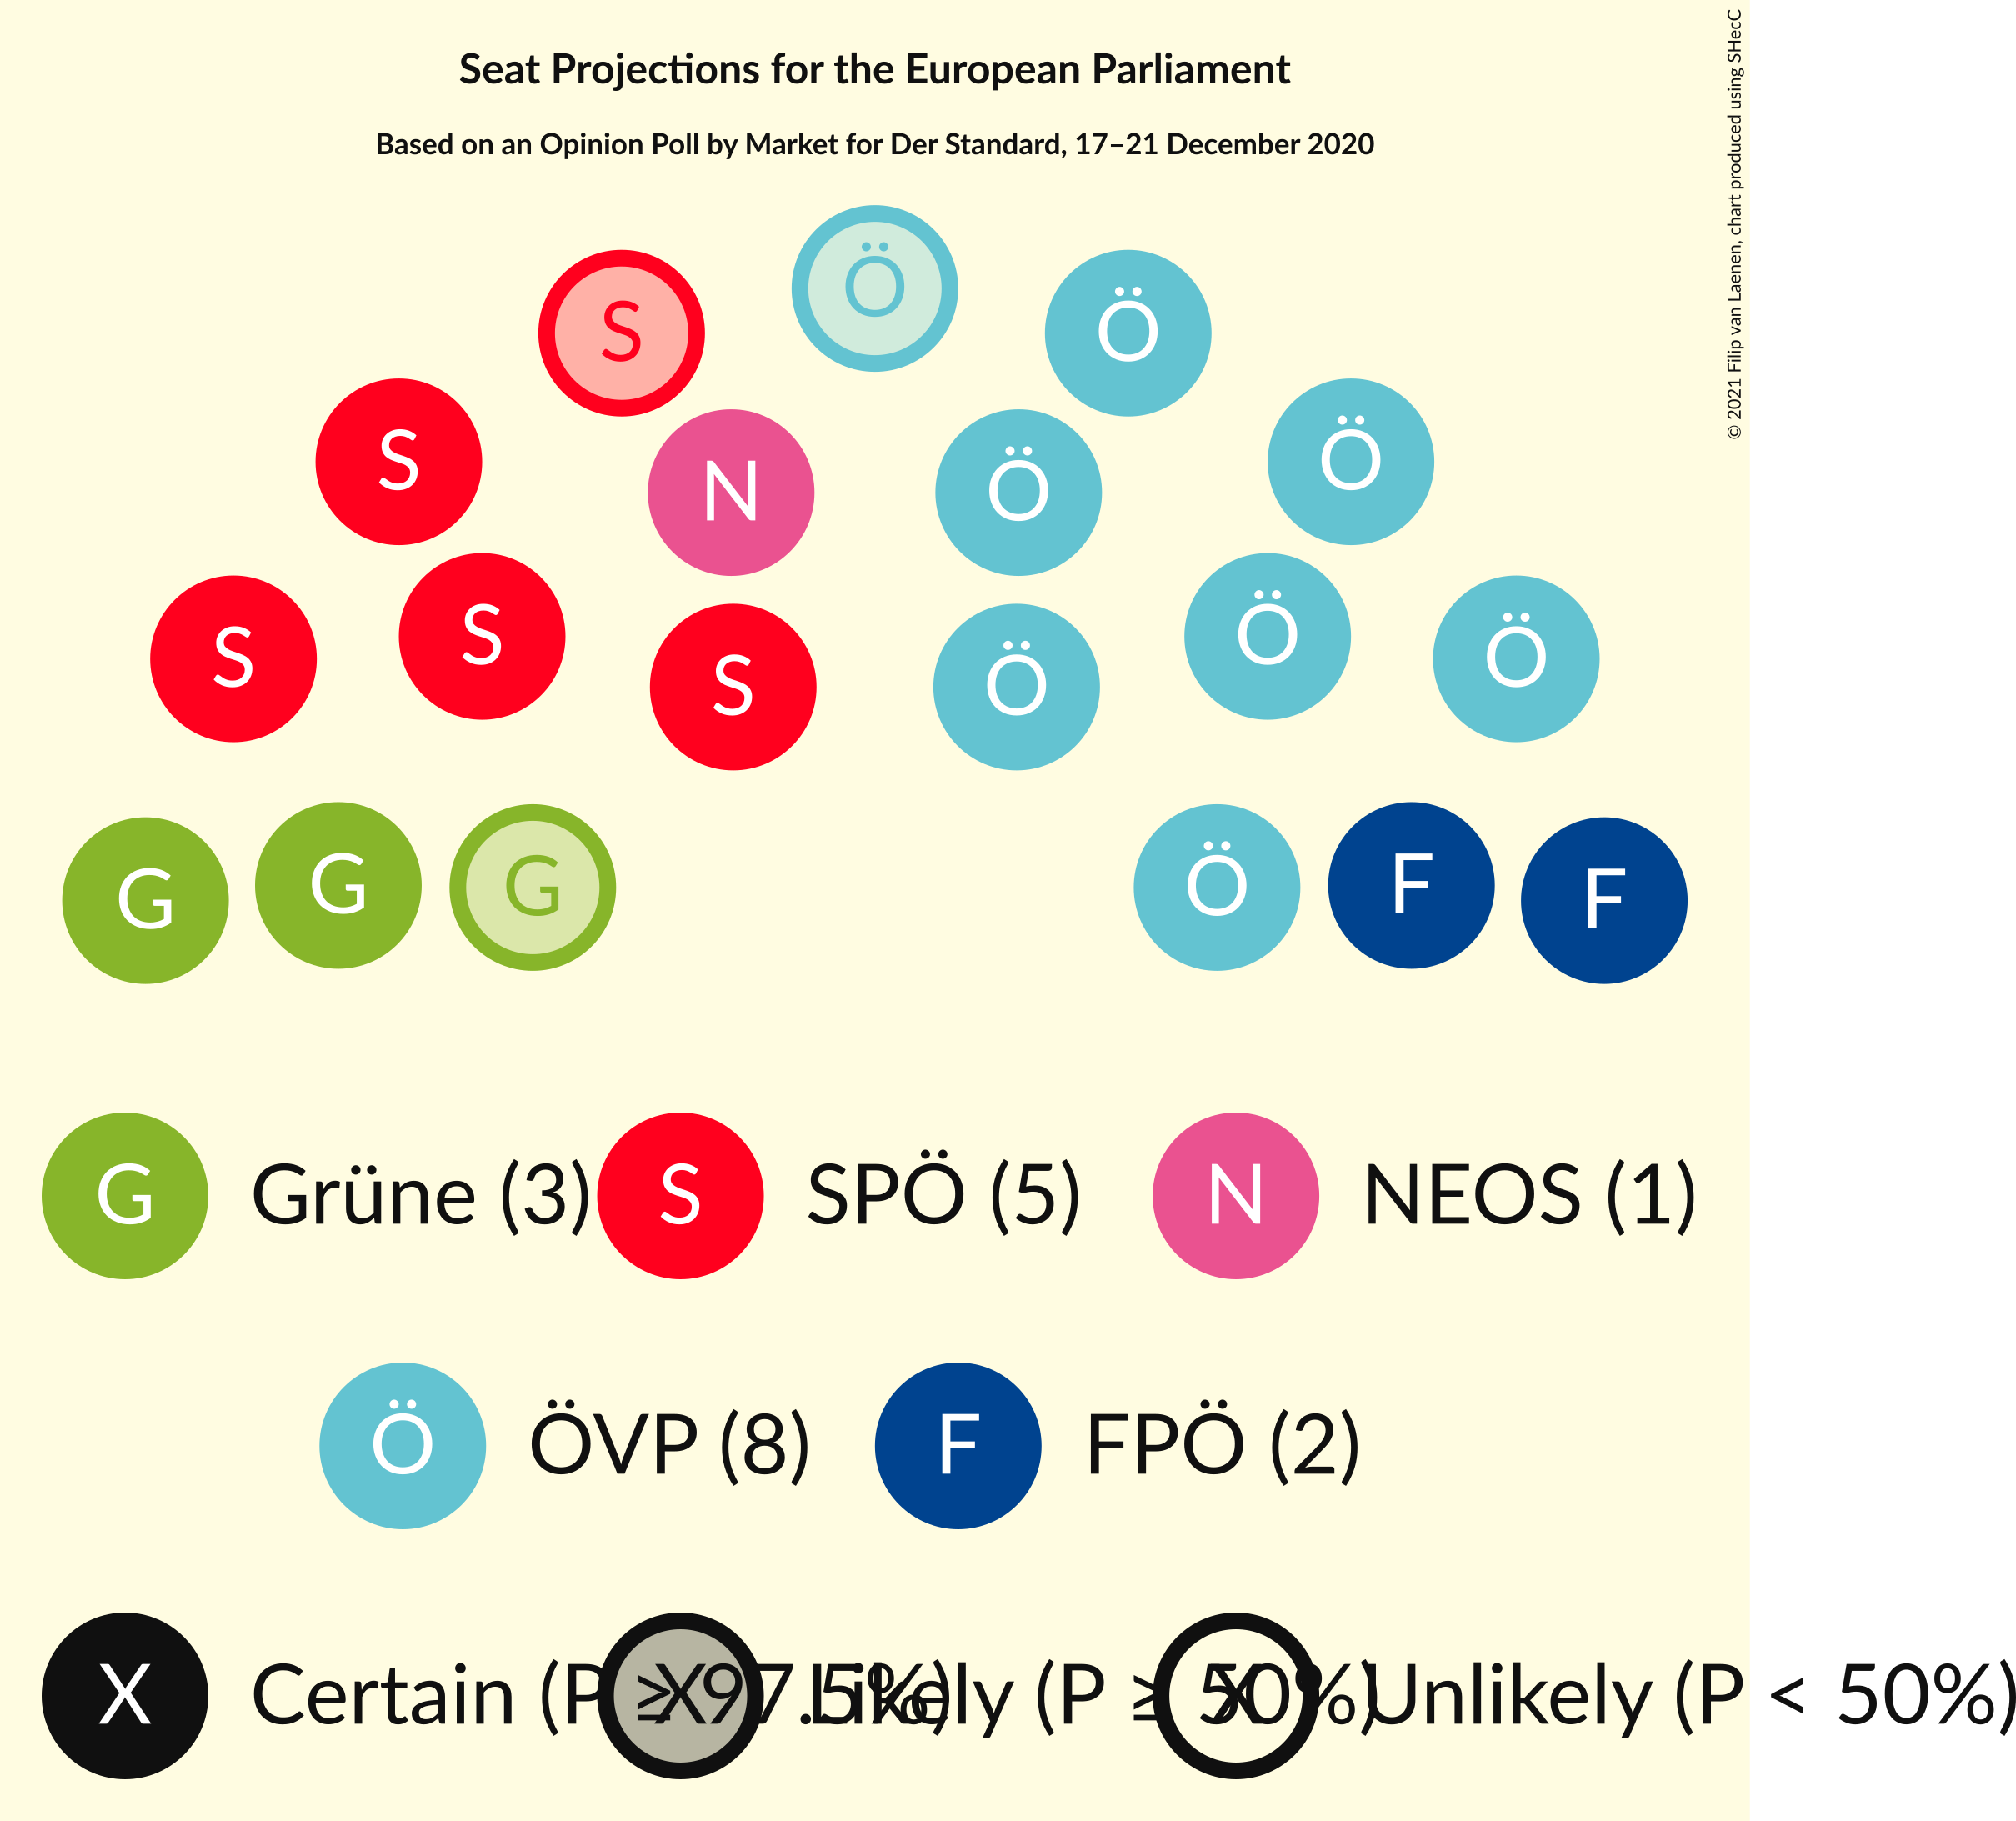 Seat Projections for the European Parliament
Based on an Opinion Poll by Market for Der Standard, 17–21 December 2020
© 2021 Filip van Laenen, chart produced using SHecC
Ö
S Ö
S Ö
N Ö
S S Ö Ö
S Ö
G G G Ö F F
G Grüne (3) S SPÖ (5) N NEOS (1)
Ö ÖVP (8) F FPÖ (2)
X Certain (P ≥ 97.5%) X Likely (P ≥ 50%) X Unlikely (P < 50%)